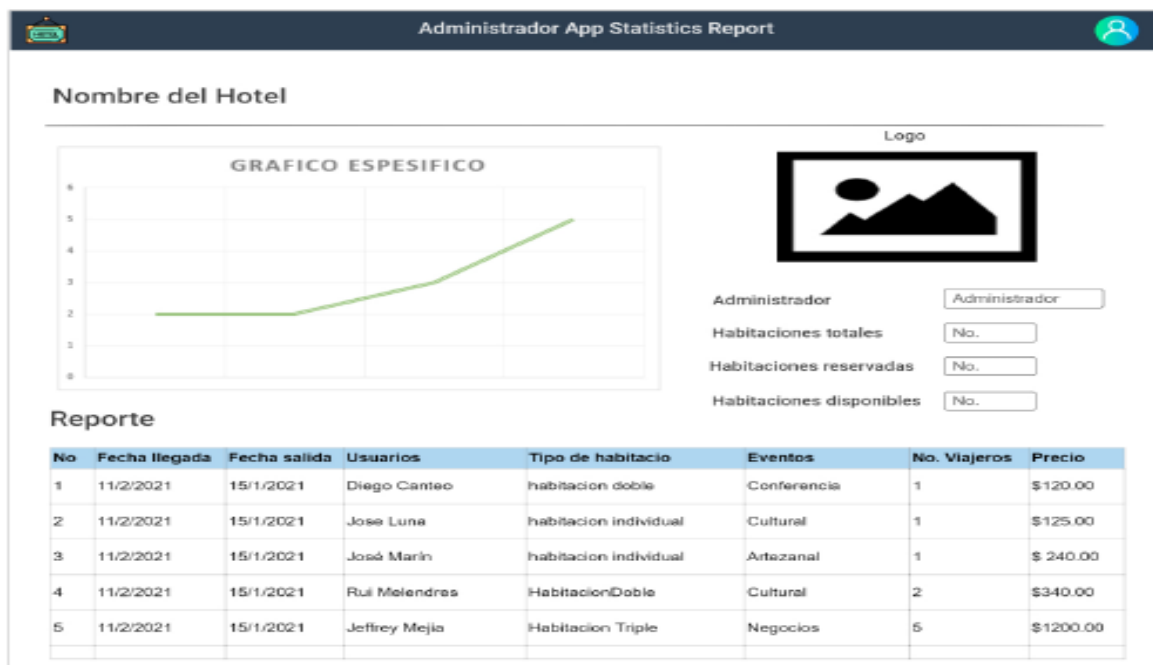 Administrador App Statistics Report
Nombre del Hotel
Logo
GRAFICO ESPESIFICO
6
5
4
3
2
1
0
Administrador Administrador
Habitaciones totales No.
Habitaciones reservadas No.
Habitaciones disponibles No.
Reporte
No Fecha llegada Fecha salida Usuarios Tipo de habitacio Eventos No. Viajeros Precio
1 11/2/2021 15/1/2021 Diego Canteo habitacion doble Conferencia 1 $120.00
2 11/2/2021 15/1/2021 Jose Luna habitacion individual Cultural 1 $125.00
3 11/2/2021 15/1/2021 José Marín habitacion individual Artezanal 1 $ 240.00
4 11/2/2021 15/1/2021 Rui Melendres HabitacionDoble Cultural 2 $340.00
5 11/2/2021 15/1/2021 Jeffrey Mejia Habitacion Triple Negocios 5 $1200.00